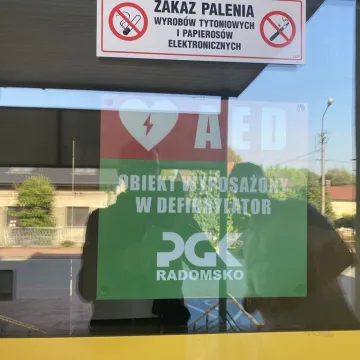 ZAKAZ PALENIA
WYROBÓW TYTONIOWYCH
I PAPIEROSÓW
ELEKTRONICZNYCH
AED
OBIEKT WYPOSAŻONY
W DEFIBRYLATOR
PGK
RADOMSKO